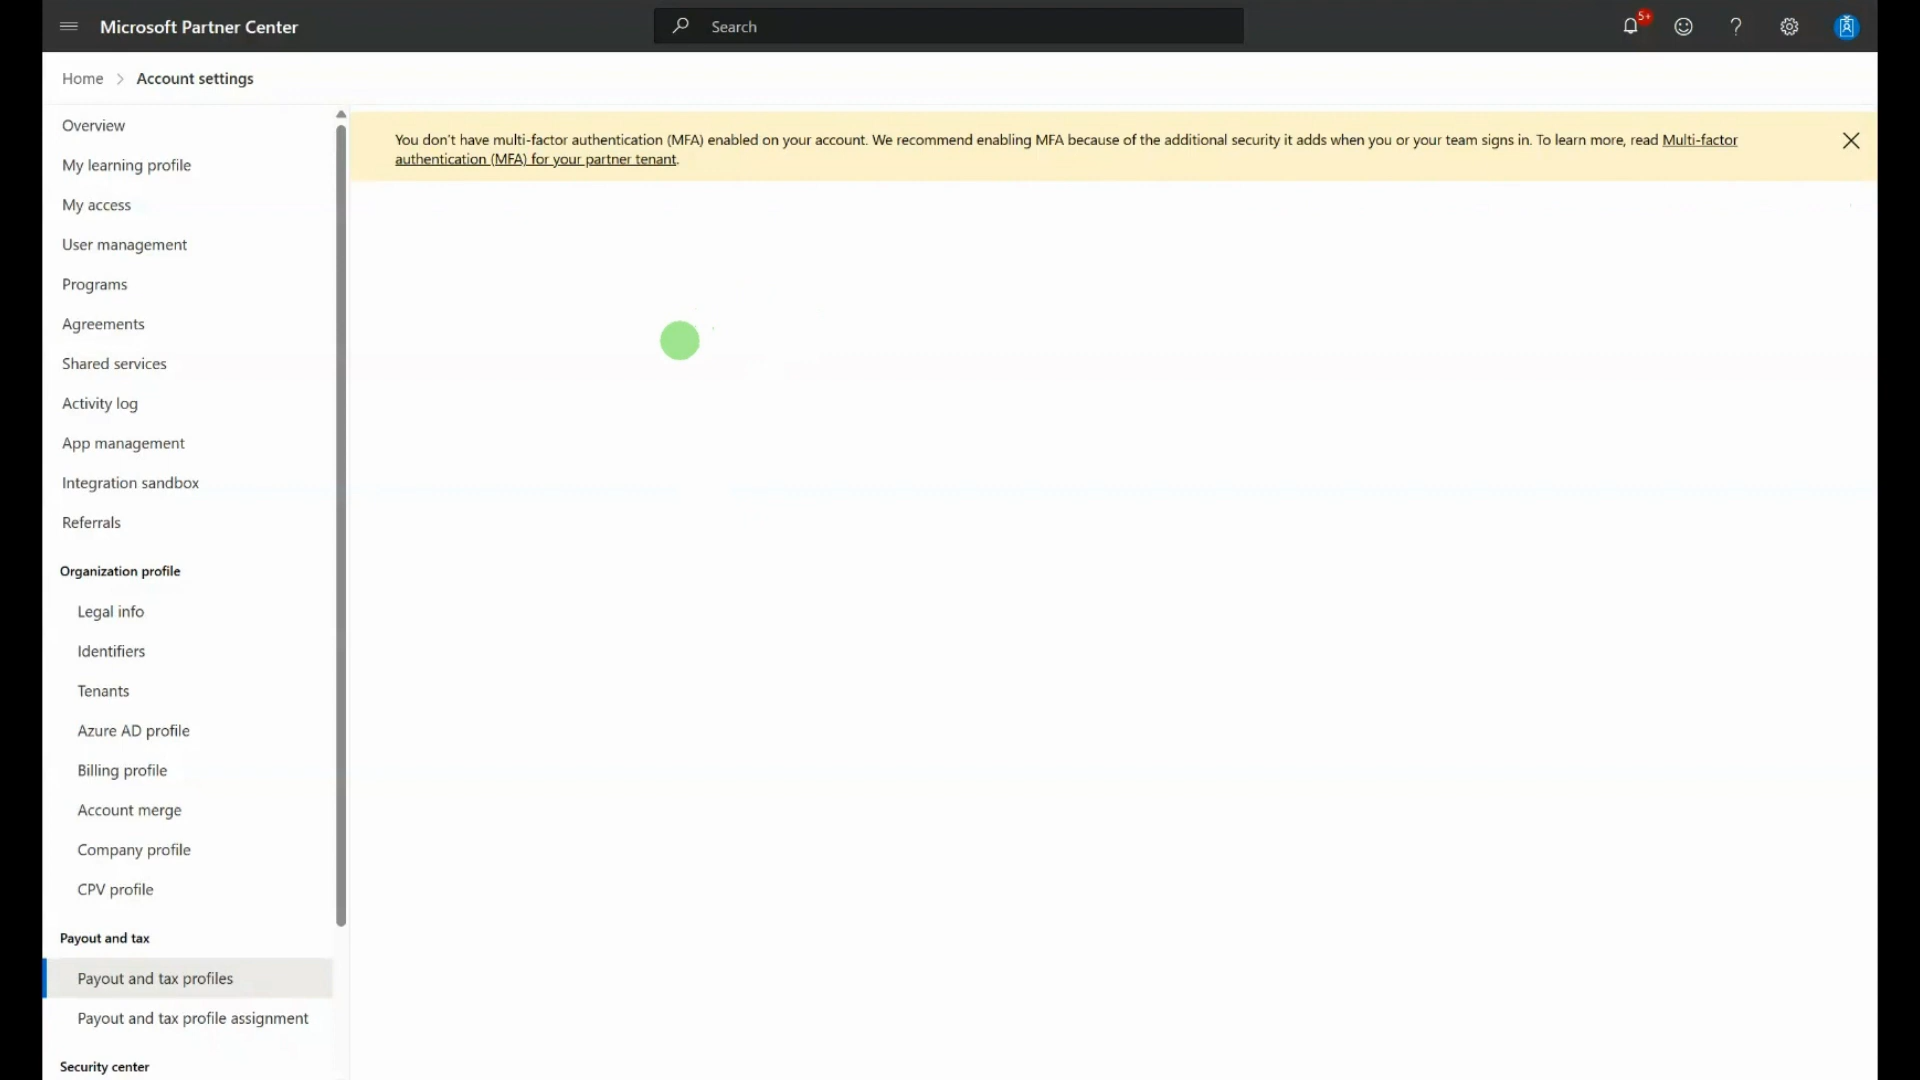 Microsoft Partner Center
Search
5+
Home > Account settings
Overview
My learning profile
My access
User management
Programs
Agreements
Shared services
Activity log
App management
Integration sandbox
Referrals
Organization profile
Legal info
Identifiers
Tenants
Azure AD profile
Billing profile
Account merge
Company profile
CPV profile
Payout and tax
Payout and tax profiles
Payout and tax profile assignment
Security center
You don't have multi-factor authentication (MFA) enabled on your account. We recommend enabling MFA because of the additional security it adds when you or your team signs in. To learn more, read Multi-factor
authentication (MFA) for your partner tenant.